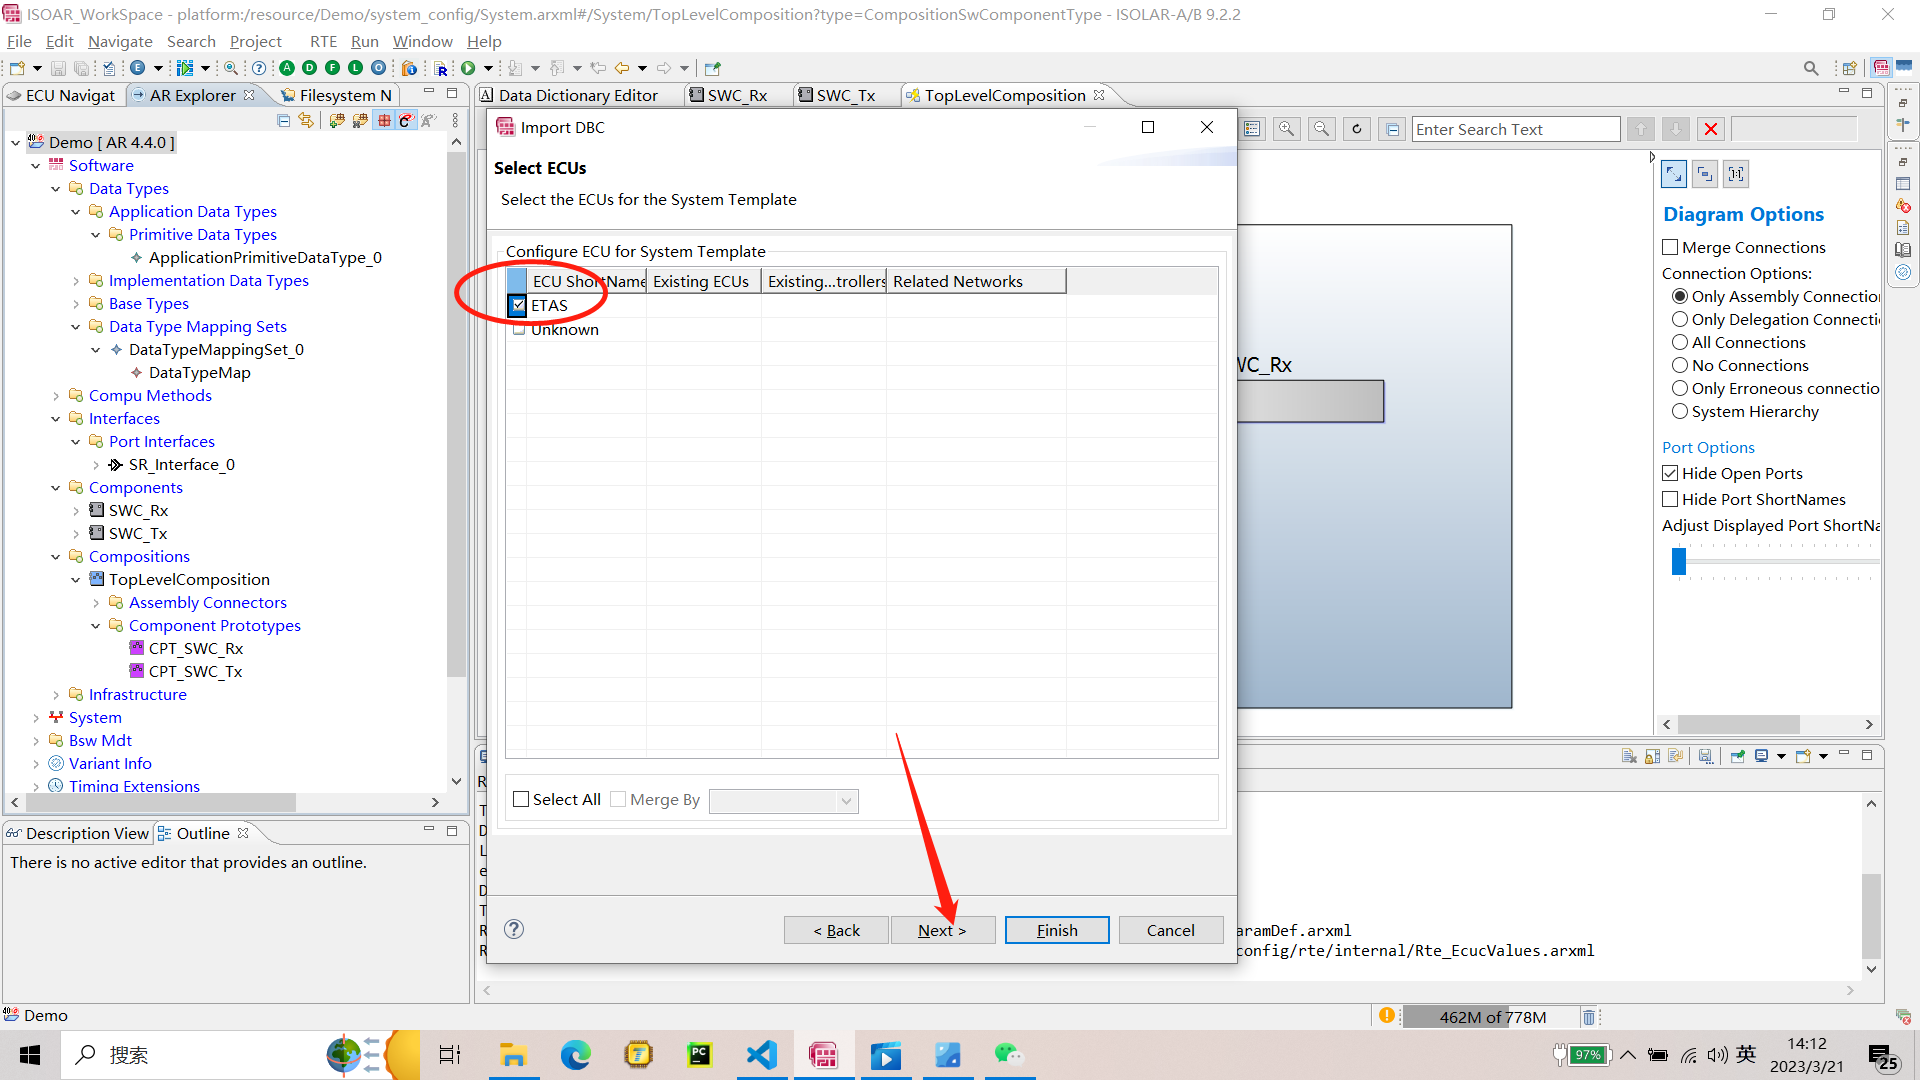 ISOAR_WorkSpace - platform:/resource/Demo/system_config/System.arxml#/System/TopLevelComposition?type=CompositionSwComponentType - ISOLAR-A/B 9.2.2
File Edit Navigate Search Project RTE Run Window Help
ECU Navigat AR Explorer Filesystem N
Data Dictionary Editor SWC_Rx SWC_Tx TopLevelComposition
Enter Search Text
Demo [ AR 4.4.0 ]
Software
Data Types
Application Data Types
Primitive Data Types
ApplicationPrimitiveDataType_0
Implementation Data Types
Base Types
Data Type Mapping Sets
DataTypeMappingSet_0
DataTypeMap
Compu Methods
Interfaces
Port Interfaces
SR_Interface_0
Components
SWC_Rx
SWC_Tx
Compositions
TopLevelComposition
Assembly Connectors
Component Prototypes
CPT_SWC_Rx
CPT_SWC_Tx
Infrastructure
System
Bsw Mdt
Variant Info
Timing Extensions
Description View Outline
There is no active editor that provides an outline.
Import DBC
Select ECUs
Select the ECUs for the System Template
Configure ECU for System Template
ECU ShortName Existing ECUs Existing...trollers Related Networks
ETAS
Unknown
Select All Merge By
< Back Next > Finish Cancel
WC_Rx
Diagram Options
Merge Connections
Connection Options:
Only Assembly Connectio
Only Delegation Connecti
All Connections
No Connections
Only Erroneous connectio
System Hierarchy
Port Options
Hide Open Ports
Hide Port ShortNames
Adjust Displayed Port ShortNa
aramDef.arxml
config/rte/internal/Rte_EcucValues.arxml
Demo
462M of 778M
搜索
97%
英
14:12
2023/3/21
25